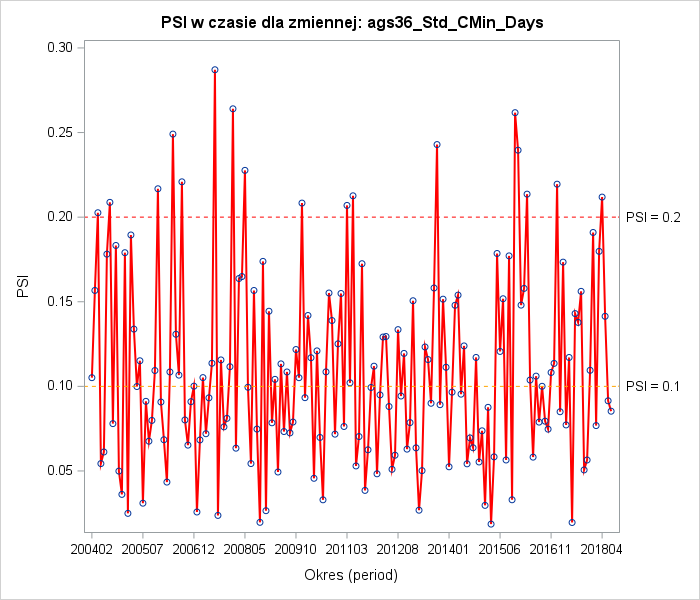 PSI w czasie dla zmiennej: ags36_Std_CMin_Days
0.30
0.25
0.20
0.15
0.10
0.05
PSI
PSI = 0.2
PSI = 0.1
200402 200507 200612 200805 200910 201103 201208 201401 201506 201611 201804
Okres (period)